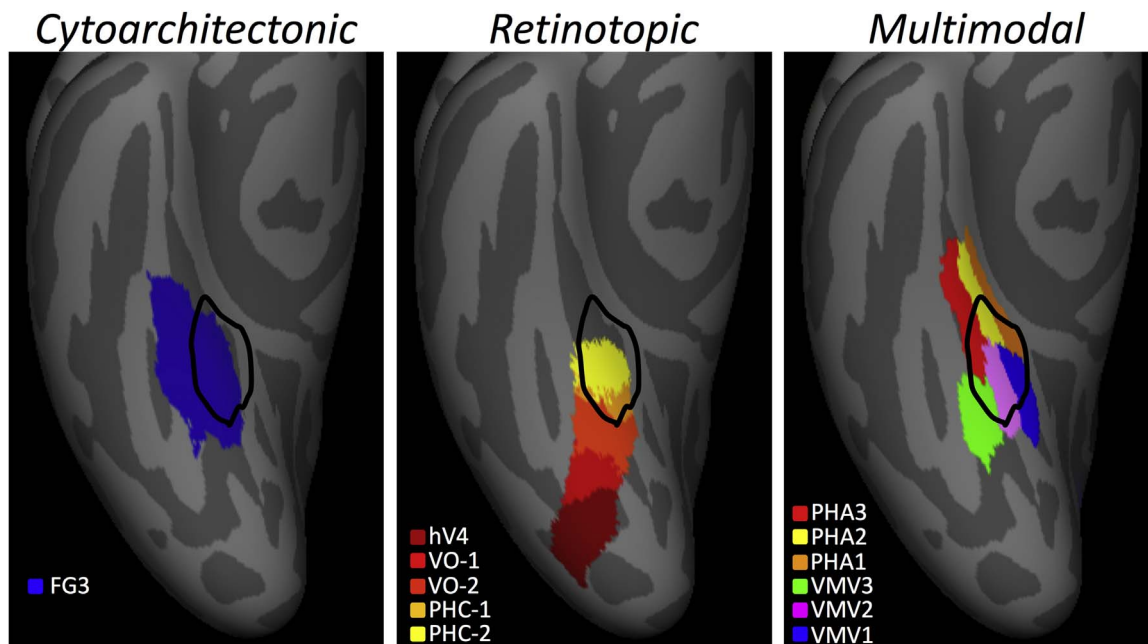 Cytoarchitectonic
Retinotopic
Multimodal
FG3
hV4
VO-1
VO-2
PHC-1
PHC-2
PHA3
PHA2
PHA1
VMV3
VMV2
VMV1